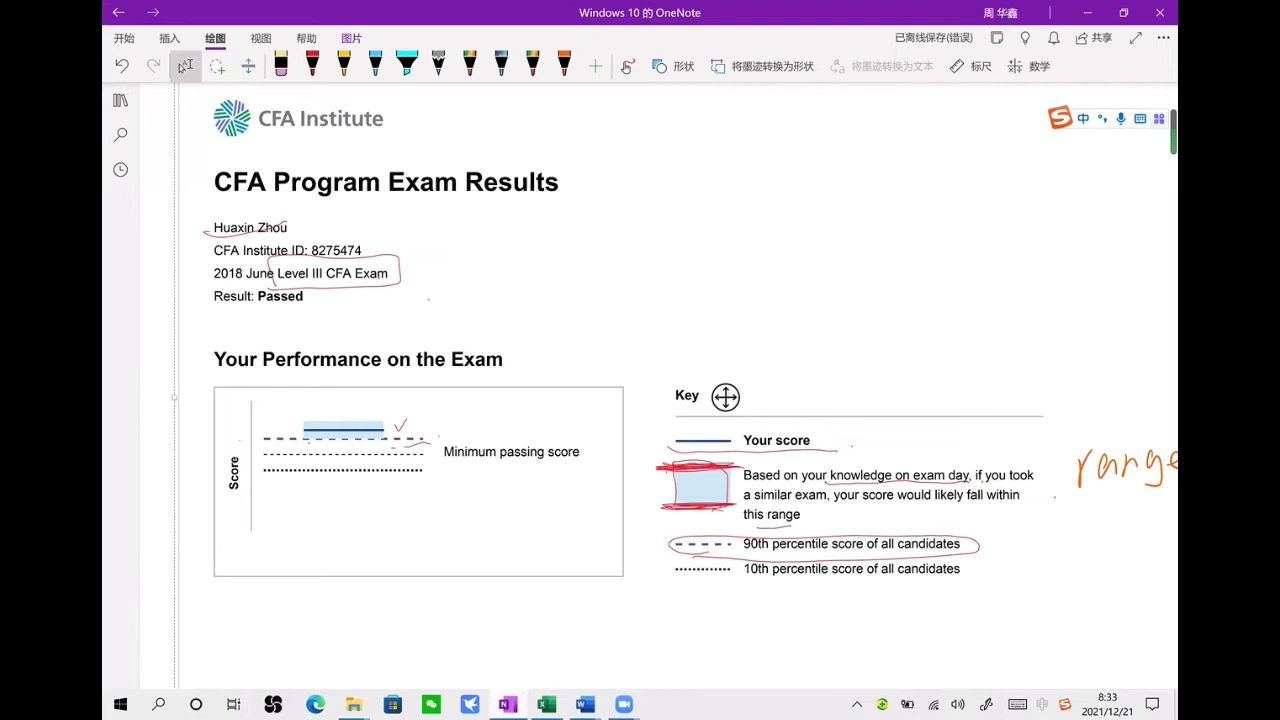 Windows 10 的 OneNote
周 华鑫
开始 插入 绘图 视图 帮助 图片
已离线保存(错误) 共享
形状 将墨迹转换为形状 将墨迹转换为文本 标尺 数学
CFA Institute
中
CFA Program Exam Results
Huaxin Zhou
CFA Institute ID: 8275474
2018 June Level III CFA Exam
Result: Passed
Your Performance on the Exam
Score
Minimum passing score
Key
Your score
Based on your knowledge on exam day, if you took
a similar exam, your score would likely fall within
this range
range
90th percentile score of all candidates
10th percentile score of all candidates
中
8:33
2021/12/21